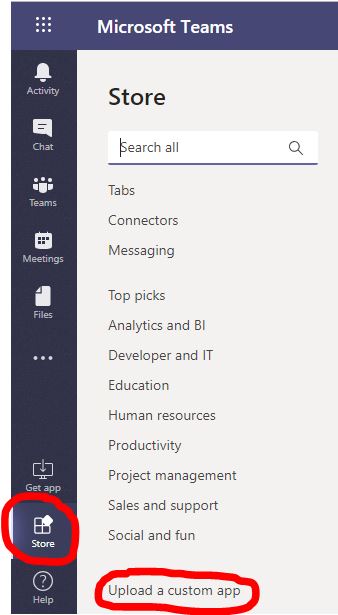 Microsoft Teams
Activity
Chat
Teams
Meetings
Files
Get app
Store
Help
Store
Search all
Tabs
Connectors
Messaging
Top picks
Analytics and BI
Developer and IT
Education
Human resources
Productivity
Project management
Sales and support
Social and fun
Upload a custom app